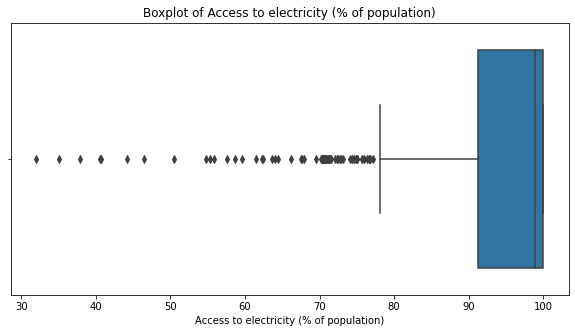 Boxplot of Access to electricity (% of population)
30 40 50 60 70 80 90 100
Access to electricity (% of population)